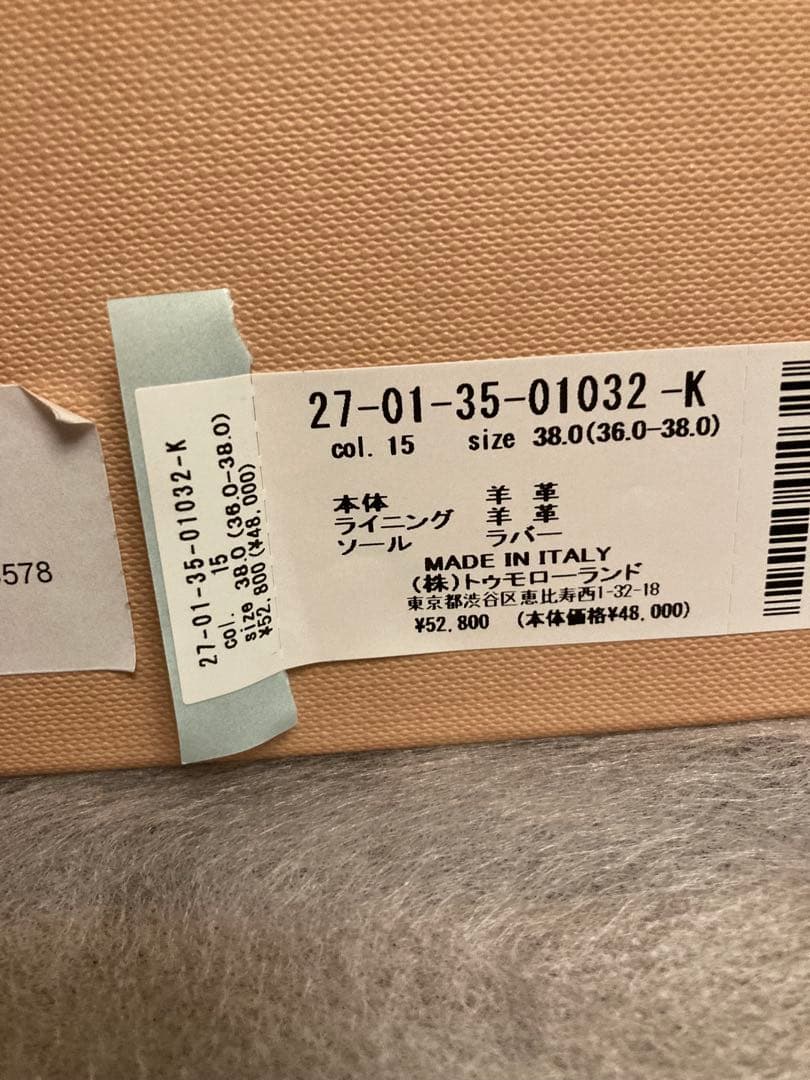 578
27-01-35-01032-K
col. 15
size 38.0(36.0-38.0)
¥52,800(¥48,000)
27-01-35-01032-K
col. 15 size 38.0(36.0-38.0)
本体 羊革
ライニング 羊革
ソール ラバー
MADE IN ITALY
(株)トゥモローランド
東京都渋谷区恵比寿西1-32-18
¥52,800 (本体価格¥48,000)